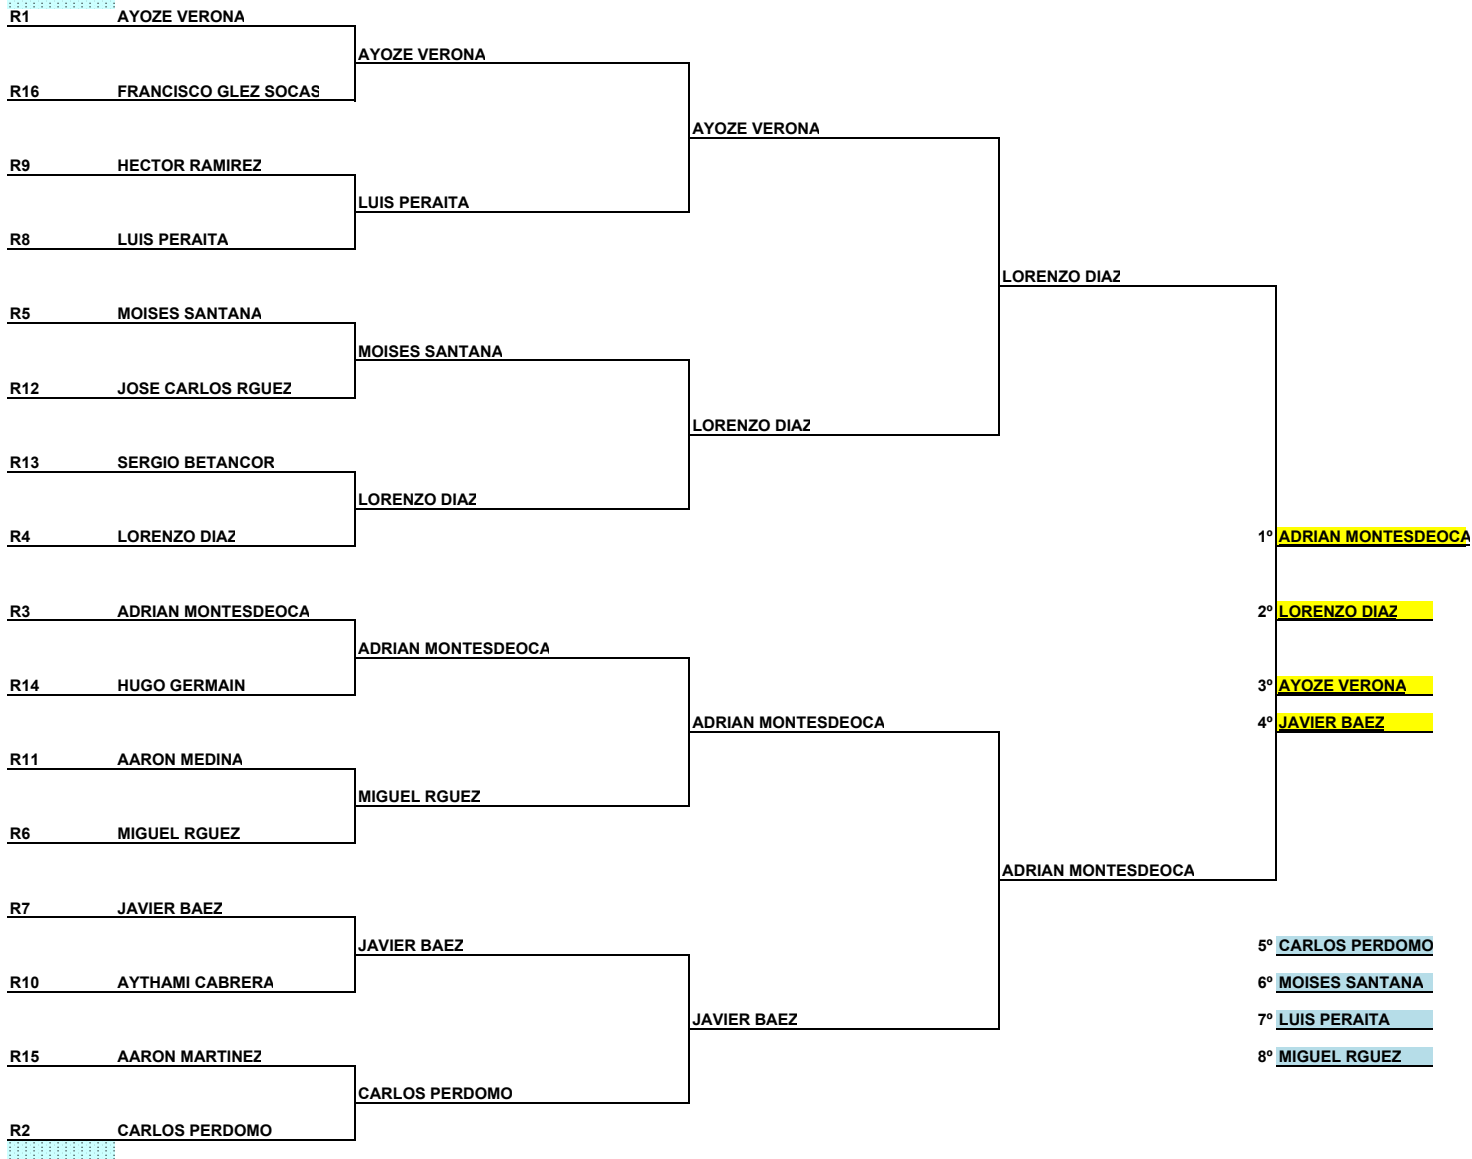 R1 AYOZE VERONA
AYOZE VERONA
R16 FRANCISCO GLEZ SOCAS
AYOZE VERONA
R9 HECTOR RAMIREZ
LUIS PERAITA
R8 LUIS PERAITA
LORENZO DIAZ
R5 MOISES SANTANA
MOISES SANTANA
R12 JOSE CARLOS RGUEZ
LORENZO DIAZ
R13 SERGIO BETANCOR
LORENZO DIAZ
R4 LORENZO DIAZ 1º ADRIAN MONTESDEOCA
R3 ADRIAN MONTESDEOCA 2º LORENZO DIAZ
ADRIAN MONTESDEOCA
R14 HUGO GERMAIN 3º AYOZE VERONA
ADRIAN MONTESDEOCA 4º JAVIER BAEZ
R11 AARON MEDINA
MIGUEL RGUEZ
R6 MIGUEL RGUEZ
ADRIAN MONTESDEOCA
R7 JAVIER BAEZ
JAVIER BAEZ 5º CARLOS PERDOMO
R10 AYTHAMI CABRERA 6º MOISES SANTANA
JAVIER BAEZ 7º LUIS PERAITA
R15 AARON MARTINEZ 8º MIGUEL RGUEZ
CARLOS PERDOMO
R2 CARLOS PERDOMO